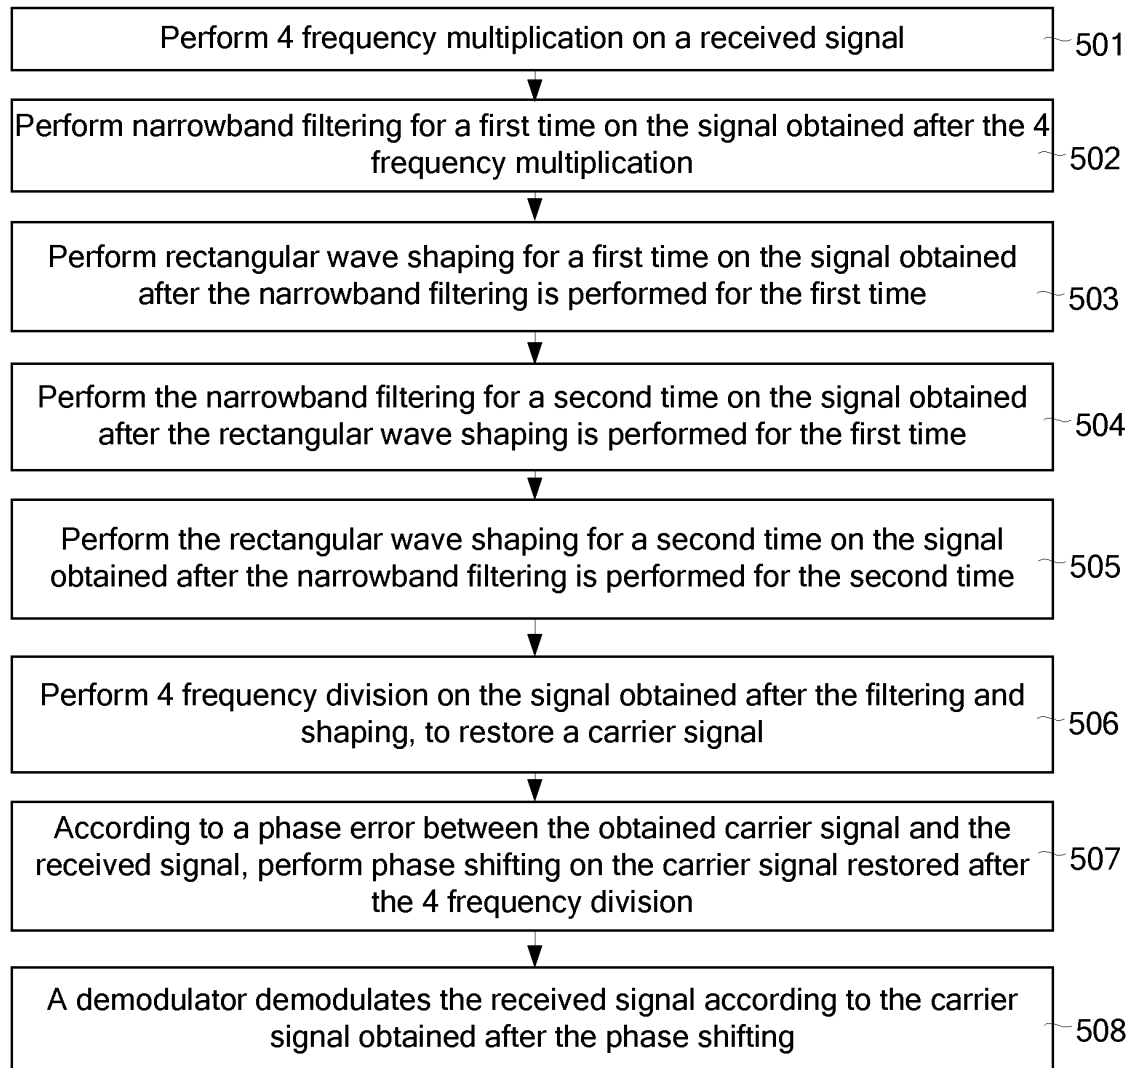 Perform 4 frequency multiplication on a received signal
501
Perform narrowband filtering for a first time on the signal obtained after the 4
frequency multiplication
502
Perform rectangular wave shaping for a first time on the signal obtained
after the narrowband filtering is performed for the first time
503
Perform the narrowband filtering for a second time on the signal obtained
after the rectangular wave shaping is performed for the first time
504
Perform the rectangular wave shaping for a second time on the signal
obtained after the narrowband filtering is performed for the second time
505
Perform 4 frequency division on the signal obtained after the filtering and
shaping, to restore a carrier signal
506
According to a phase error between the obtained carrier signal and the
received signal, perform phase shifting on the carrier signal restored after
the 4 frequency division
507
A demodulator demodulates the received signal according to the carrier
signal obtained after the phase shifting
508